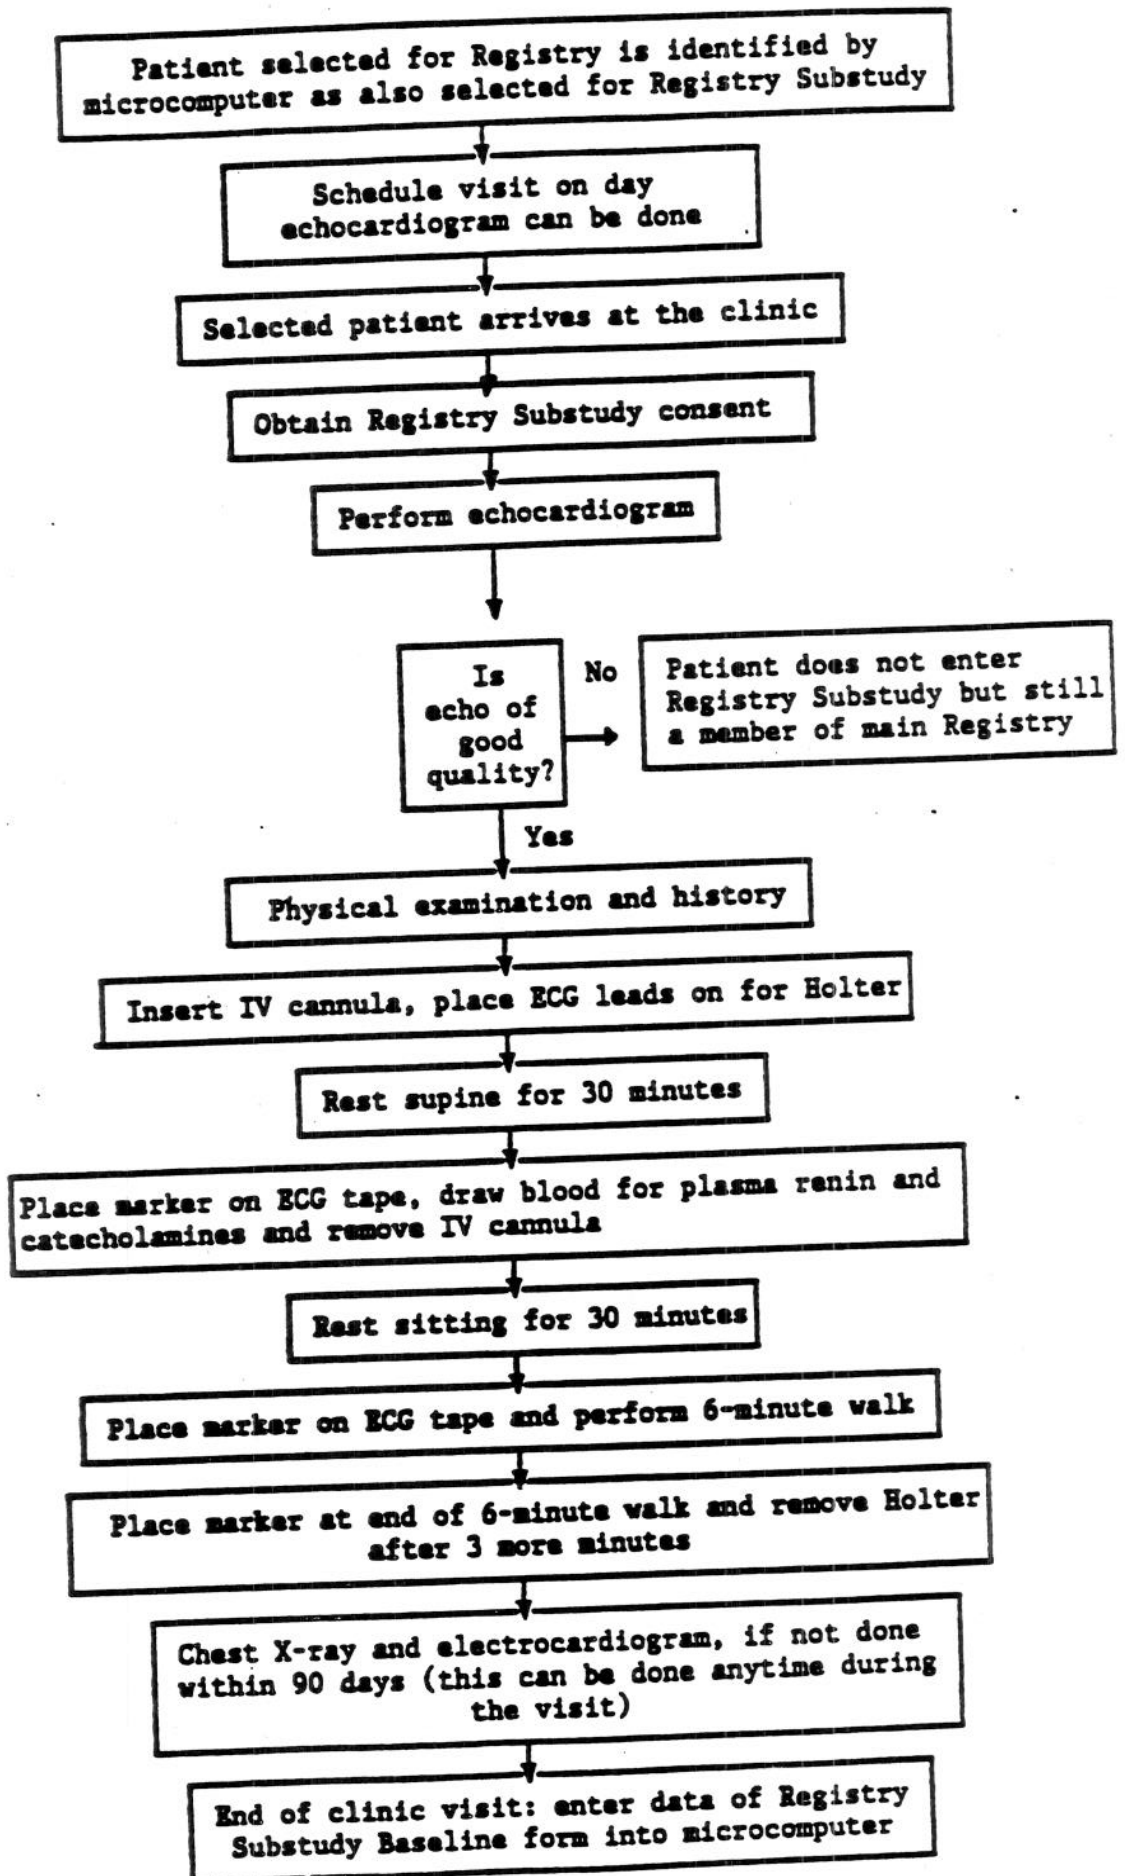 Patient selected for Registry is identified by
microcomputer as also selected for Registry Substudy
Schedule visit on day
echocardiogram can be done
Selected patient arrives at the clinic
Obtain Registry Substudy consent
Perform echocardiogram
Is
echo of
good
quality?
No
Patient does not enter
Registry Substudy but still
a member of main Registry
Yes
Physical examination and history
Insert IV cannula, place ECG leads on for Holter
Rest supine for 30 minutes
Place marker on ECG tape, draw blood for plasma renin and
catecholamines and remove IV cannula
Rest sitting for 30 minutes
Place marker on ECG tape and perform 6-minute walk
Place marker at end of 6-minute walk and remove Holter
after 3 more minutes
Chest X-ray and electrocardiogram, if not done
within 90 days (this can be done anytime during
the visit)
End of clinic visit: enter data of Registry
Substudy Baseline form into microcomputer